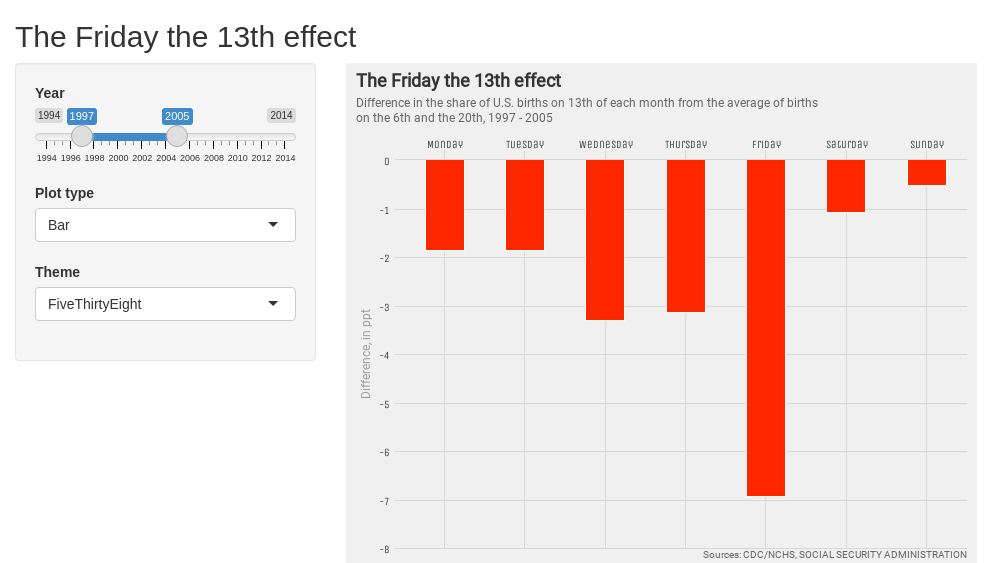 The Friday the 13th effect
Year
1994 1997 2005 2014
1994 1996 1998 2000 2002 2004 2006 2008 2010 2012 2014
Plot type
Bar
Theme
FiveThirtyEight
The Friday the 13th effect
Difference in the share of U.S. births on 13th of each month from the average of births
on the 6th and the 20th, 1997 - 2005
Monday Tuesday Wednesday Thursday Friday Saturday Sunday
0
-1
-2
-3
-4
-5
-6
-7
-8
Difference, in ppt
Sources: CDC/NCHS, SOCIAL SECURITY ADMINISTRATION